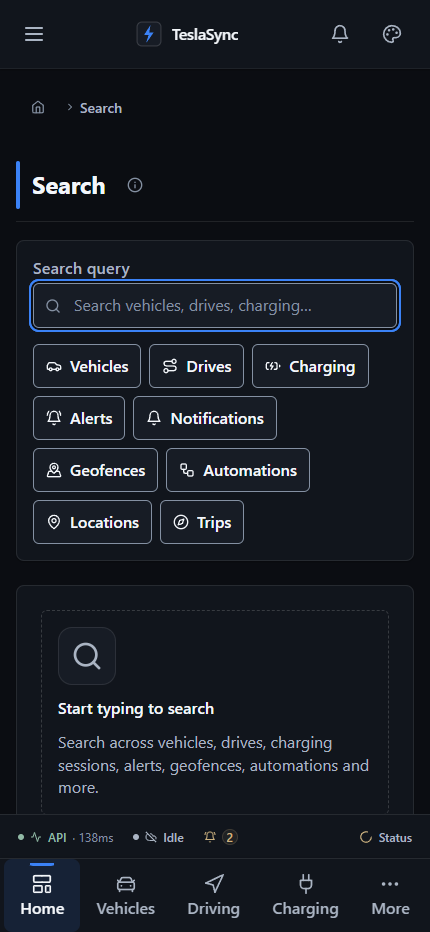 TeslaSync
Search
Search
Search query
Search vehicles, drives, charging...
Vehicles
Drives
Charging
Alerts
Notifications
Geofences
Automations
Locations
Trips
Start typing to search
Search across vehicles, drives, charging
sessions, alerts, geofences, automations and
more.
API · 138ms
Idle
2
Status
Home
Vehicles
Driving
Charging
More